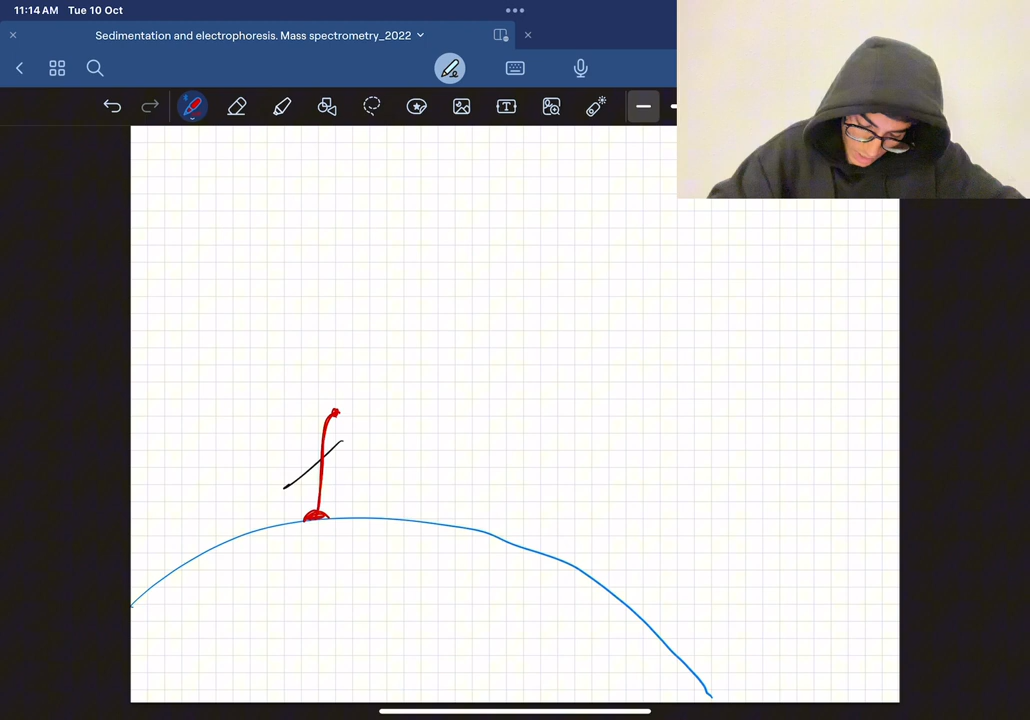 11:14 AM Tue 10 Oct
Sedimentation and electrophoresis. Mass spectrometry_2022